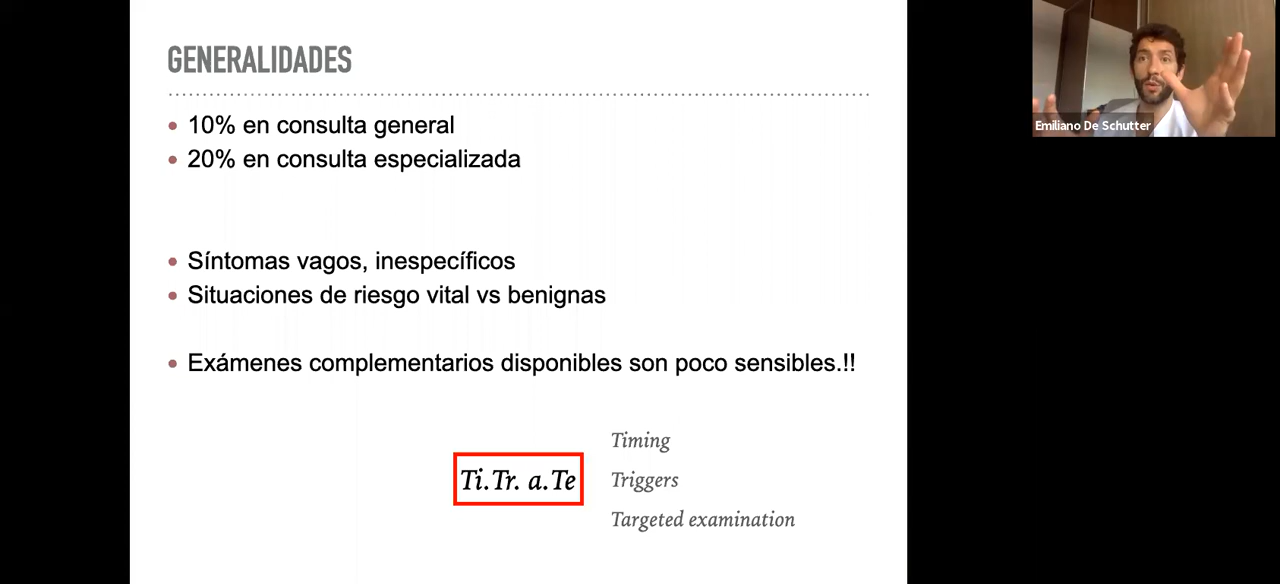 GENERALIDADES
10% en consulta general
20% en consulta especializada
Síntomas vagos, inespecíficos
Situaciones de riesgo vital vs benignas
Exámenes complementarios disponibles son poco sensibles.!!
Ti.Tr. a.Te
Timing
Triggers
Targeted examination
Emiliano De Schutter